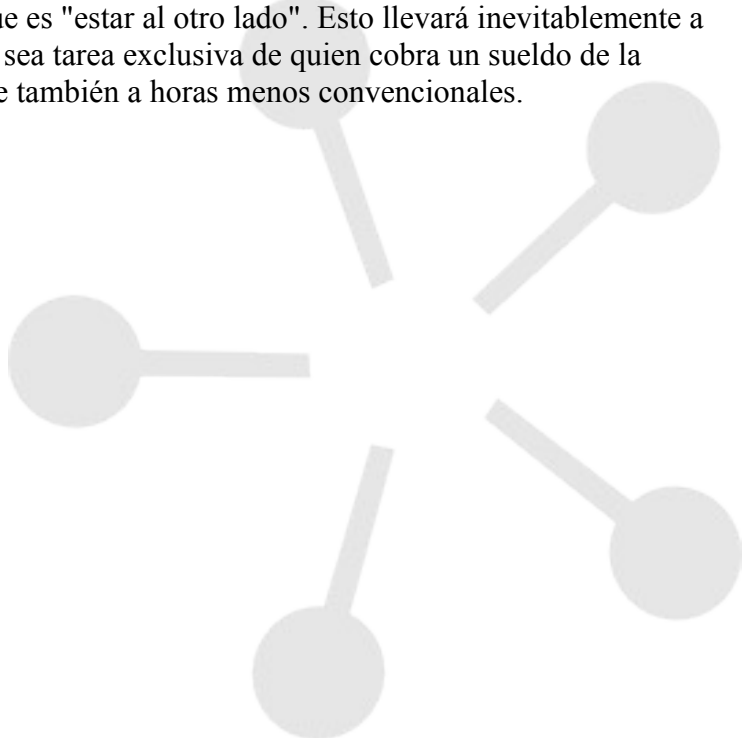 ue es "estar al otro lado". Esto llevará inevitablemente a
sea tarea exclusiva de quien cobra un sueldo de la
e también a horas menos convencionales.